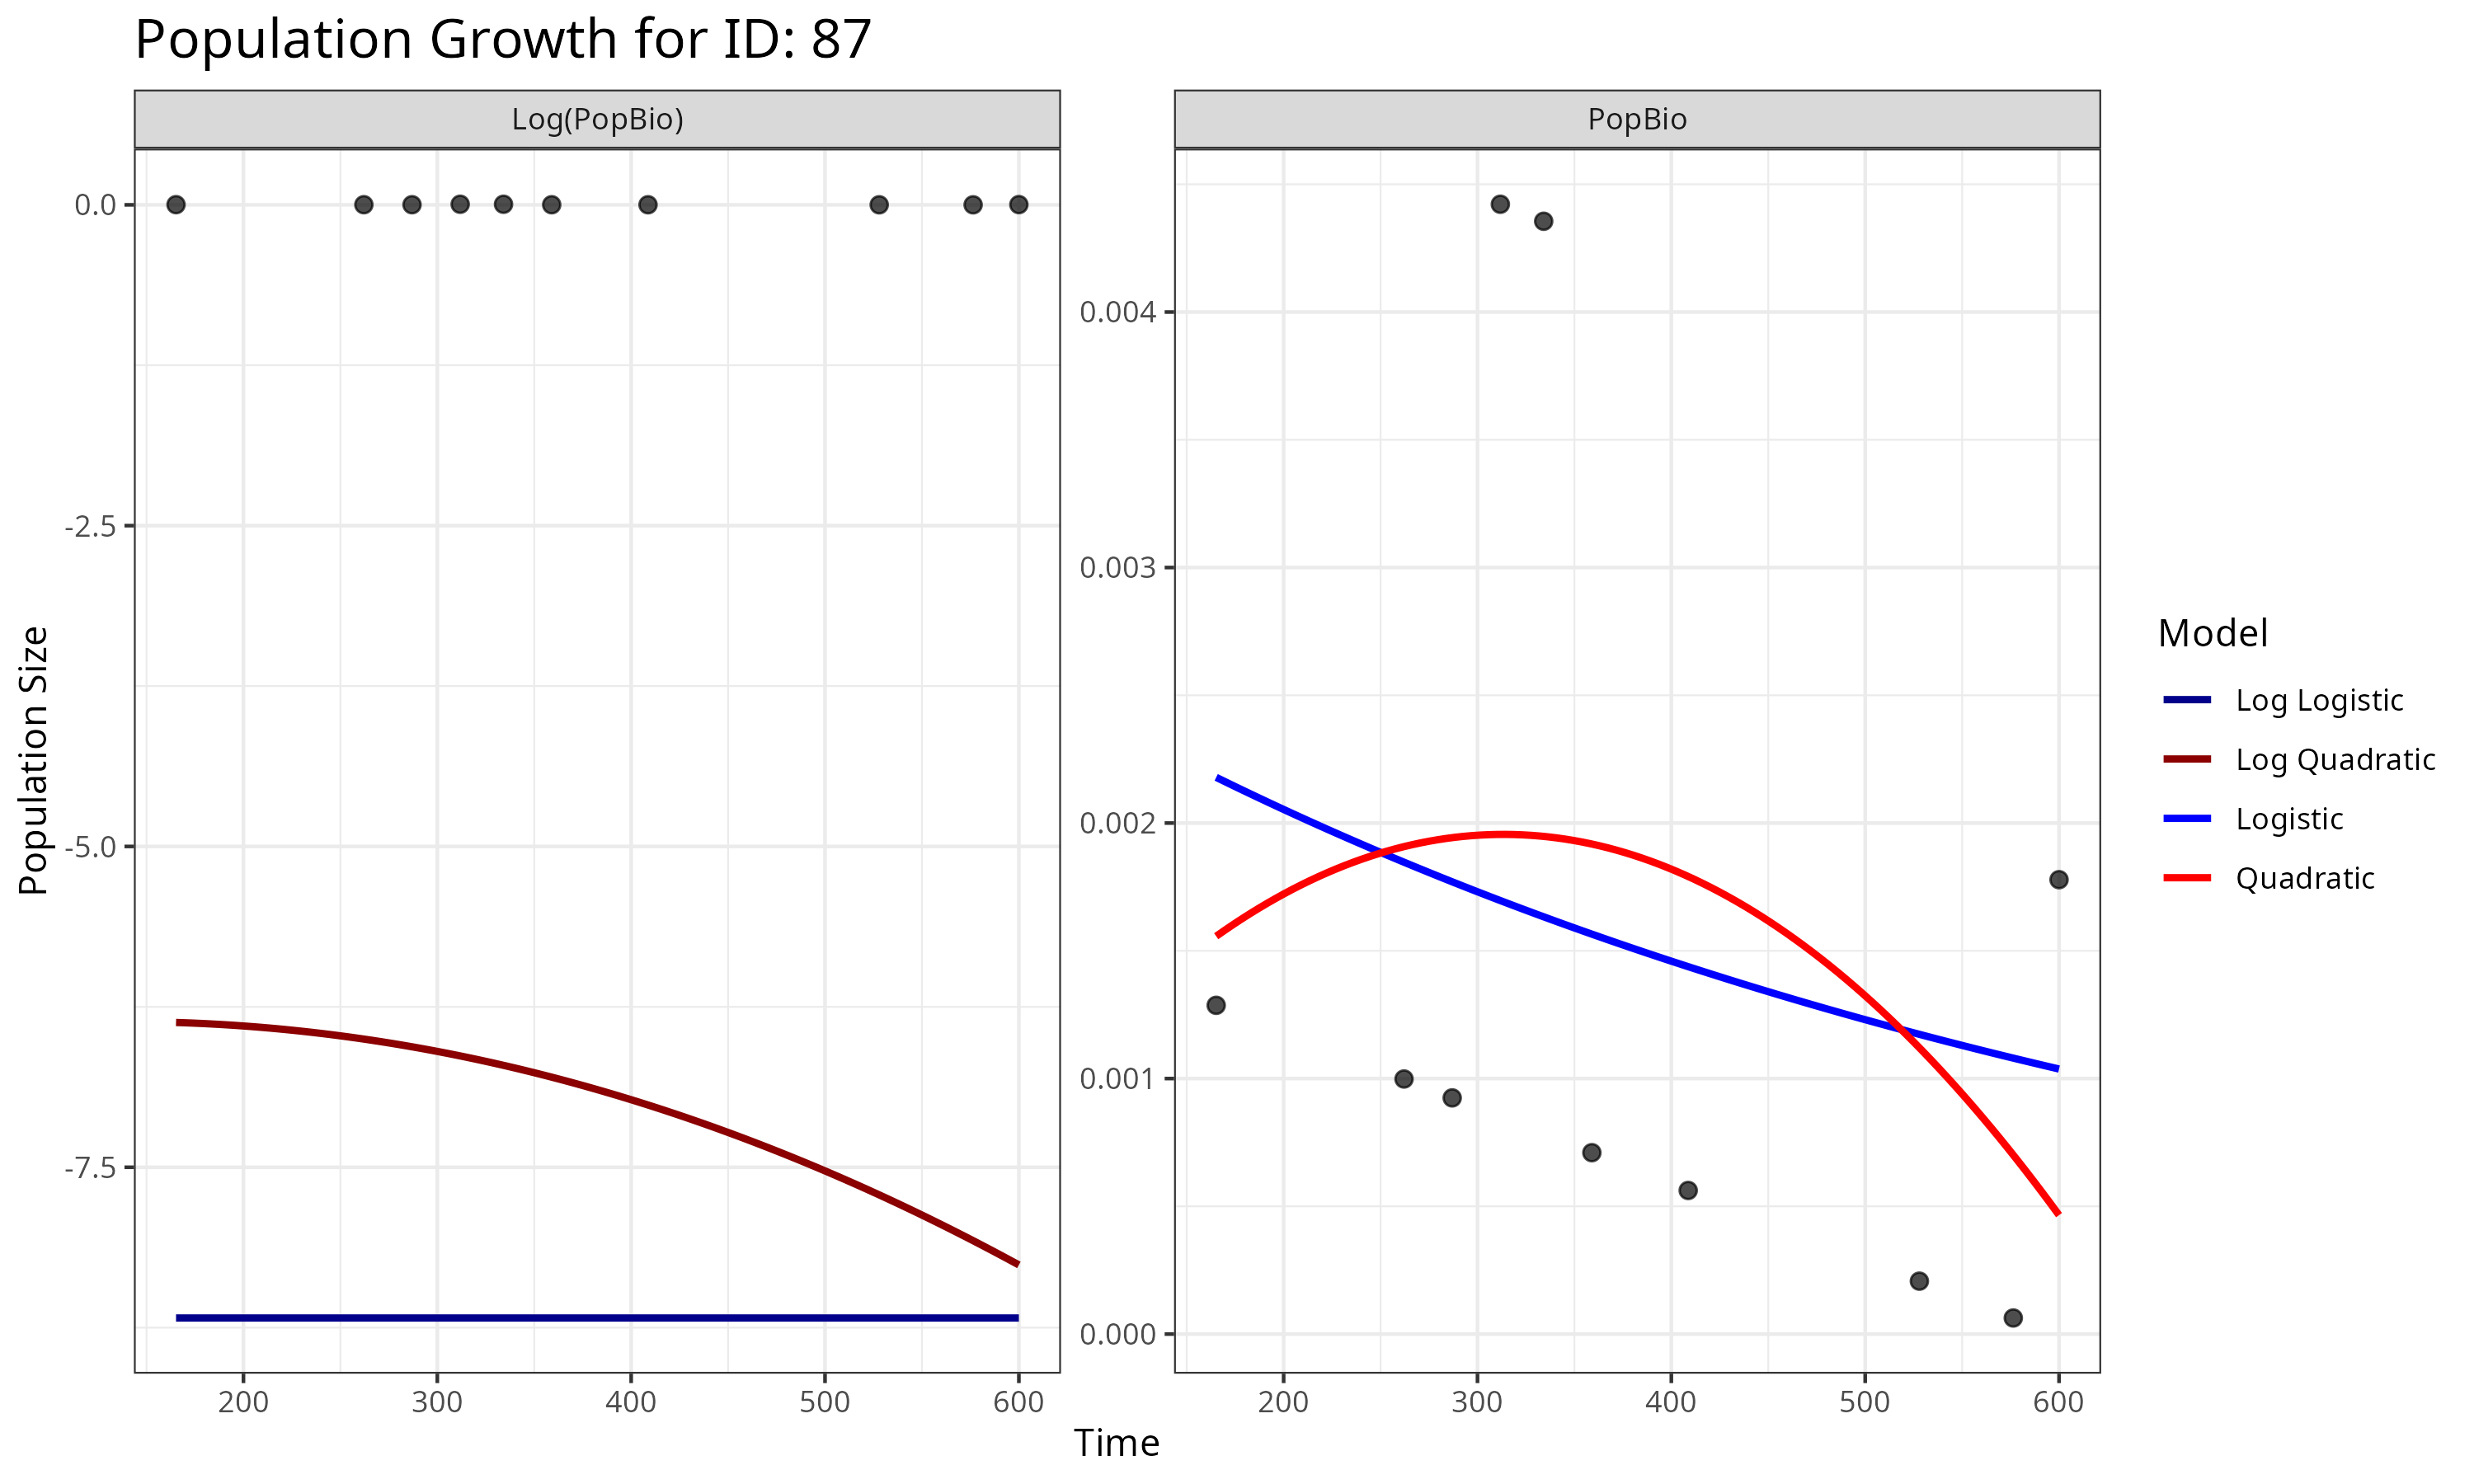 Population Growth for ID: 87
Log(PopBio)
PopBio
Population Size
0.0
-2.5
-5.0
-7.5
0.004
0.003
0.002
0.001
0.000
200 300 400 500 600
200 300 400 500 600
Time
Model
Log Logistic
Log Quadratic
Logistic
Quadratic